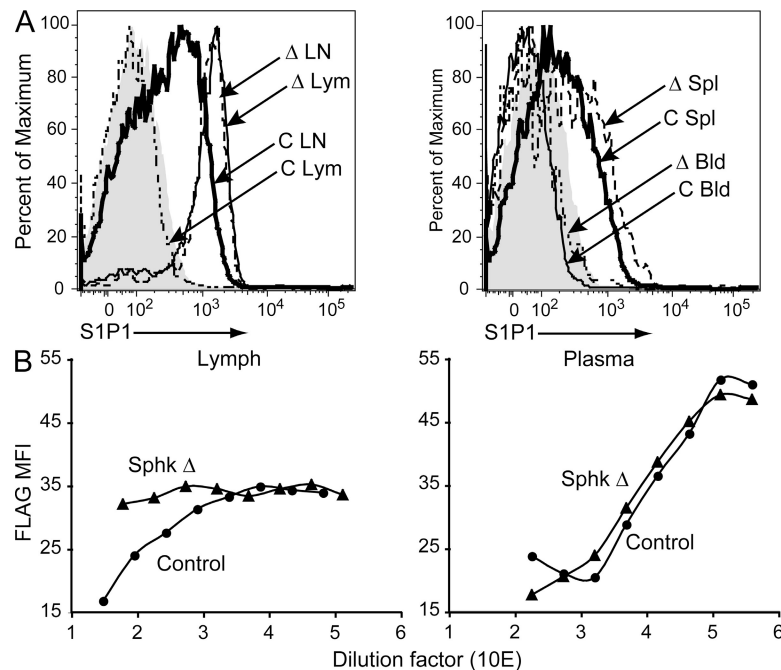 A
Percent of Maximum
100
80
60
40
20
0
0 10² 10³ 10⁴ 10⁵
Δ LN
Δ Lym
C LN
C Lym
S1P1
Percent of Maximum
100
80
60
40
20
0
0 10² 10³ 10⁴ 10⁵
Δ Spl
C Spl
Δ Bld
C Bld
S1P1
B
Lymph
FLAG MFI
55
45
35
25
15
Sphk Δ
Control
1 2 3 4 5 6
Plasma
55
45
35
25
15
Sphk Δ
Control
1 2 3 4 5 6
Dilution factor (10E)